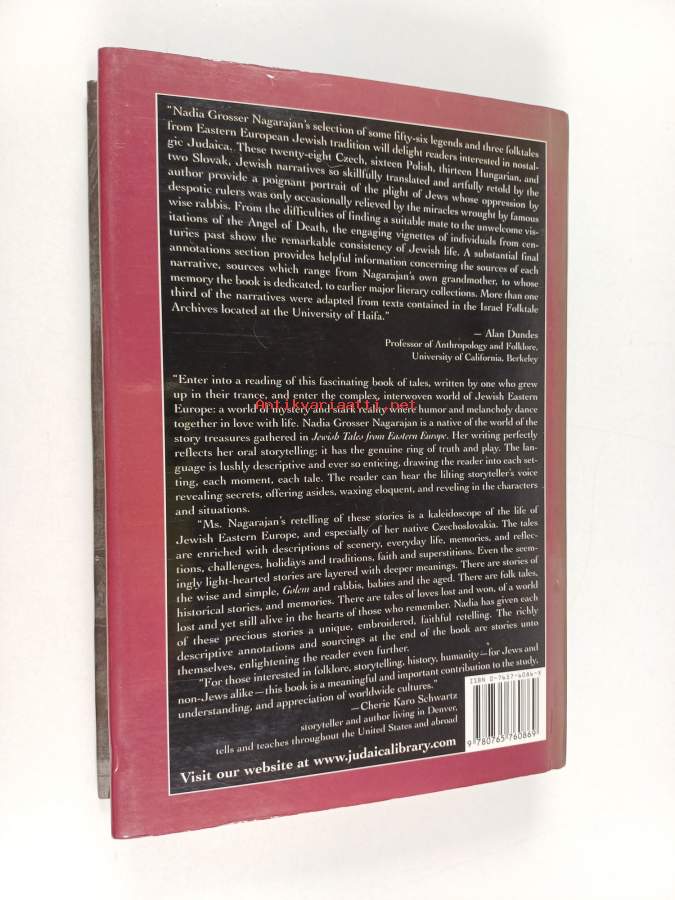 “Nadia Grosser Nagarajan’s selection of some fifty-six legends and three folktales
from Eastern European Jewish tradition will delight readers interested in nostal-
gic Judaica. These twenty-eight Czech, sixteen Polish, thirteen Hungarian, and
two Slovak, Jewish narratives so skillfully translated and artfully retold by the
author provide a poignant portrait of the plight of Jews whose oppression by
despotic rulers was only occasionally relieved by the miracles wrought by famous
wise rabbis. From the difficulties of finding a suitable mate to the unwelcome vis-
itations of the Angel of Death, the engaging vignettes of individuals from cen-
turies past show the remarkable consistency of Jewish life. A substantial final
annotations section provides helpful information concerning the sources of each
narrative, sources which range from Nagarajan’s own grandmother, to whose
memory the book is dedicated, to earlier major literary collections. More than one
third of the narratives were adapted from texts contained in the Israel Folktale
Archives located at the University of Haifa.”
— Alan Dundes
Professor of Anthropology and Folklore,
University of California, Berkeley
“Enter into a reading of this fascinating book of tales, written by one who grew
up in their trance, and enter the complex, interwoven world of Jewish Eastern
Europe: a world of mystery and stark reality where humor and melancholy dance
Antikvariaatti.net
together in love with life. Nadia Grosser Nagarajan is a native of the world of the
story treasures gathered in Jewish Tales from Eastern Europe. Her writing perfectly
reflects her oral storytelling; it has the genuine ring of truth and play. The lan-
guage is lushly descriptive and ever so enticing, drawing the reader into each set-
ting, each moment, each tale. The reader can hear the lilting storyteller’s voice
revealing secrets, offering asides, waxing eloquent, and reveling in the characters
and situations.
“Ms. Nagarajan’s retelling of these stories is a kaleidoscope of the life of
Jewish Eastern Europe, and especially of her native Czechoslovakia. The tales
are enriched with descriptions of scenery, everyday life, memories, and reflec-
tions, challenges, holidays and traditions, faith and superstitions. Even the seem-
ingly light-hearted stories are layered with deeper meanings. There are stories of
the wise and simple, Golem and rabbis, babies and the aged. There are folk tales,
historical stories, and memories. There are tales of loves lost and won, of a world
lost and yet still alive in the hearts of those who remember. Nadia has given each
of these precious stories a unique, embroidered, faithful retelling. The richly
descriptive annotations and sourcings at the end of the book are stories unto
themselves, enlightening the reader even further.
“For those interested in folklore, storytelling, history, humanity—for Jews and
non-Jews alike—this book is a meaningful and important contribution to the study,
understanding, and appreciation of worldwide cultures.”
—Cherie Karo Schwartz
storyteller and author living in Denver,
tells and teaches throughout the United States and abroad
Visit our website at www.judaicalibrary.com
ISBN 0-7657-6086-X
9 780765 760869